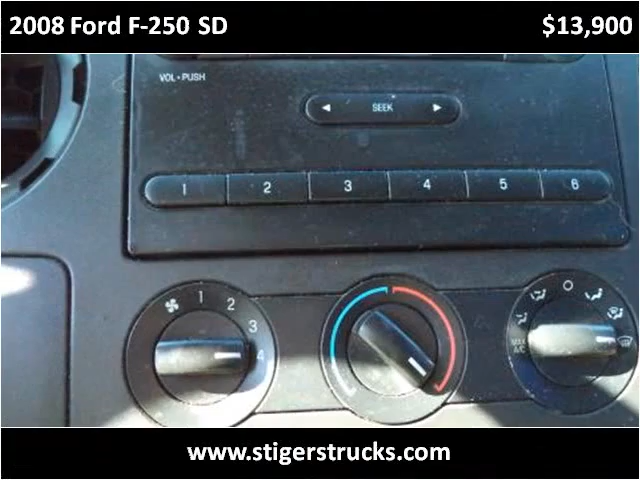 2008 Ford F-250 SD $13,900
VOL • PUSH
SEEK
1 2 3 4 5 6
1 2 3 4
MAX A/C
www.stigerstrucks.com